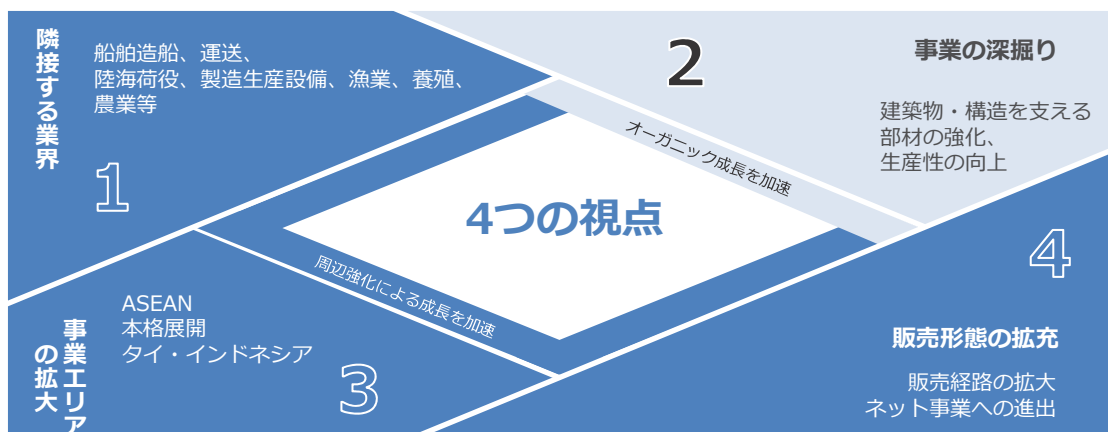 隣接する業界
船舶造船、運送、
陸海荷役、製造生産設備、漁業、養殖、
農業等
1
2
事業の深掘り
建築物・構造を支える
部材の強化、
生産性の向上
オーガニック成長を加速
4つの視点
周辺強化による成長を加速
事業エリア
の拡大
ASEAN
本格展開
タイ・インドネシア
3
4
販売形態の拡充
販売経路の拡大
ネット事業への進出